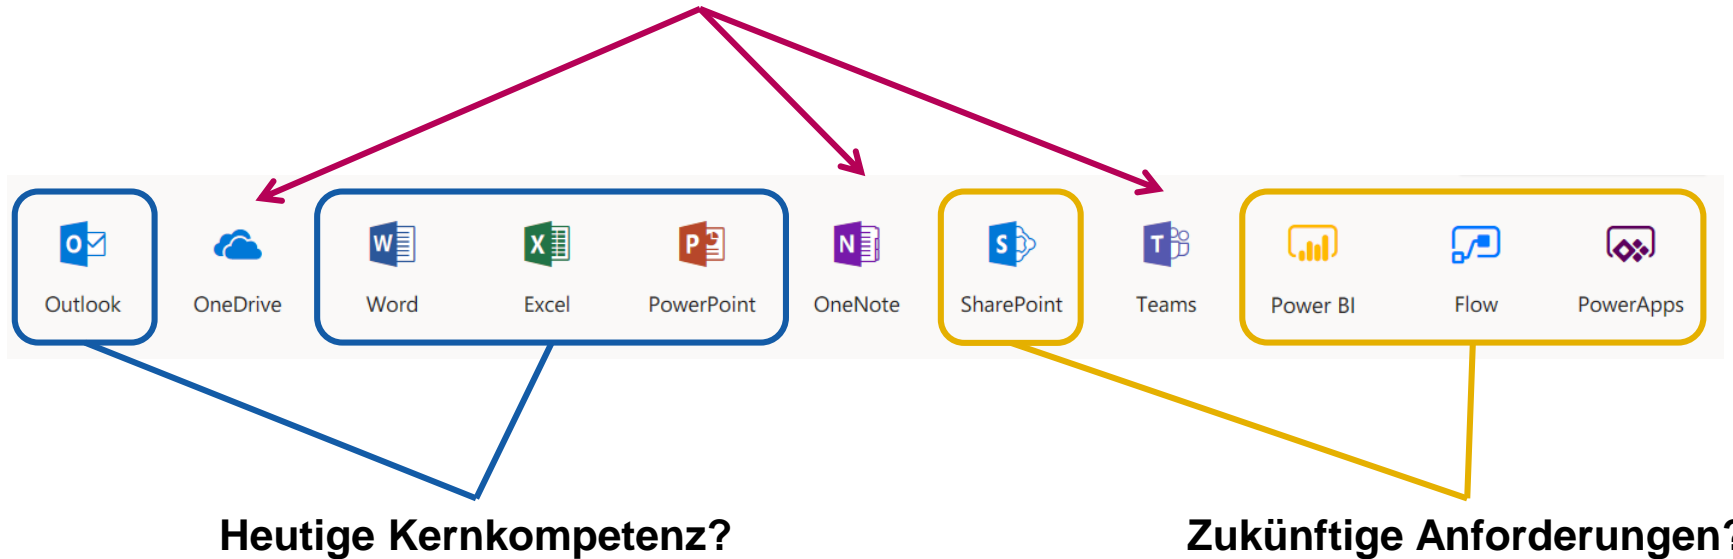 Outlook OneDrive Word Excel PowerPoint OneNote SharePoint Teams Power BI Flow PowerApps
Heutige Kernkompetenz? Zukünftige Anforderungen?